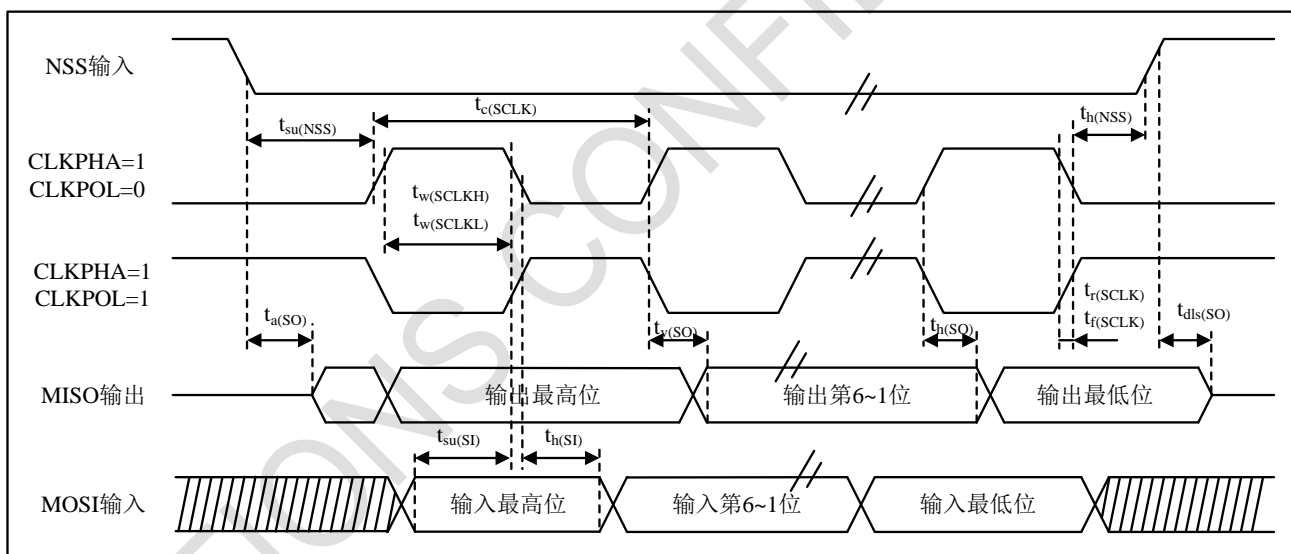 TIONS CONFI
NSS输入
tc(SCLK)
tsu(NSS)
th(NSS)
CLKPHA=1
CLKPOL=0
tw(SCLKH)
tw(SCLKL)
CLKPHA=1
CLKPOL=1
ta(SO)
tv(SO)
th(SO)
tr(SCLK)
tf(SCLK)
tdls(SO)
MISO输出
输出最高位
输出第6~1位
输出最低位
tsu(SI)
th(SI)
MOSI输入
输入最高位
输入第6~1位
输入最低位